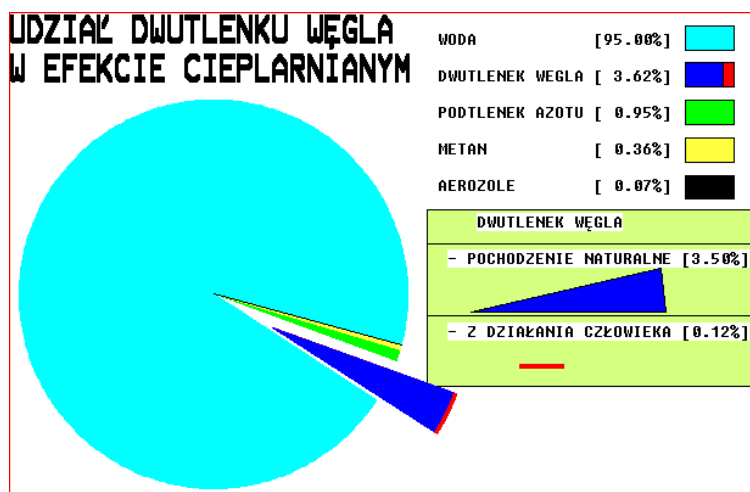 UDZIAŁ DWUTLENKU WĘGLA
W EFEKCIE CIEPLARNIANYM
WODA [95.00%]
DWUTLENEK WEGLA [ 3.62%]
PODTLENEK AZOTU [ 0.95%]
METAN [ 0.36%]
AEROZOLE [ 0.07%]
DWUTLENEK WĘGLA
- POCHODZENIE NATURALNE [3.50%]
- Z DZIAŁANIA CZŁOWIEKA [0.12%]